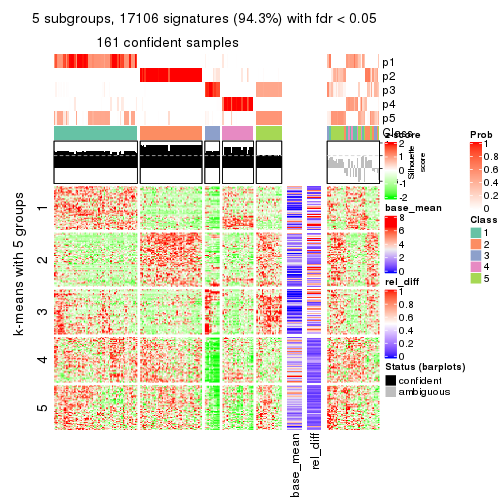 5 subgroups, 17106 signatures (94.3%) with fdr < 0.05
161 confident samples
p1
p2
p3
p4
p5
Class
Silhouette
score
k-means with 5 groups
1
2
3
4
5
base_mean
rel_diff
z-score
2
1
0
-1
-2
base_mean
8
6
4
2
0
rel_diff
1
0.8
0.6
0.4
0.2
0
Status (barplots)
confident
ambiguous
Prob
1
0.8
0.6
0.4
0.2
0
Class
1
2
3
4
5